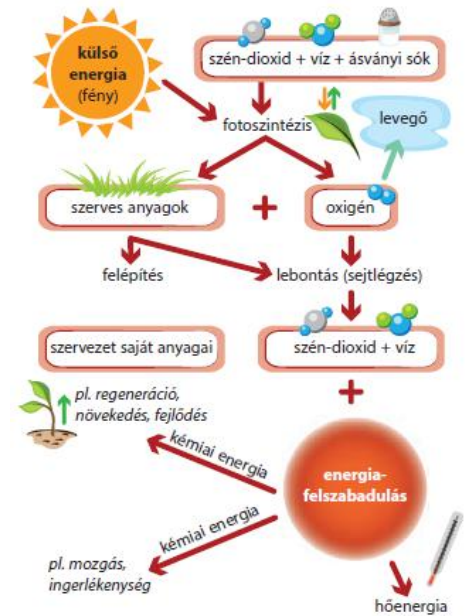 külső
energia
(fény)
szén-dioxid + víz + ásványi sók
fotoszintézis
levegő
szerves anyagok
+
oxigén
felépítés
lebontás (sejtlégzés)
szervezet saját anyagai
szén-dioxid + víz
+
pl. regeneráció,
növekedés, fejlődés
kémiai energia
energia-
felszabadulás
kémiai energia
pl. mozgás,
ingerlékenység
hőenergia